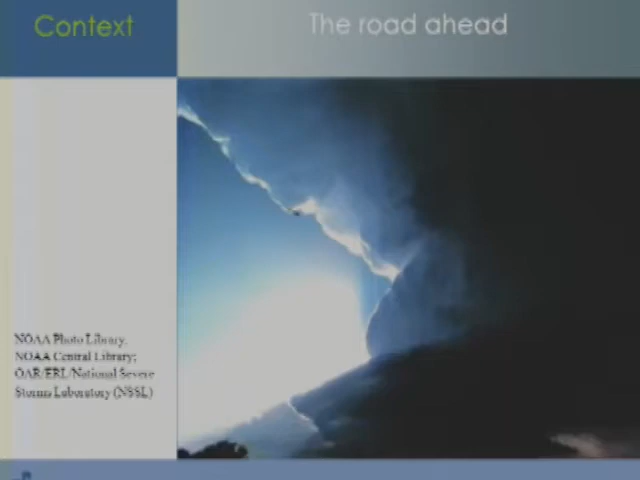 Context
The road ahead
NOAA Photo Library,
NOAA Central Library;
OAR/ERL/National Severe
Storms Laboratory (NSSL)